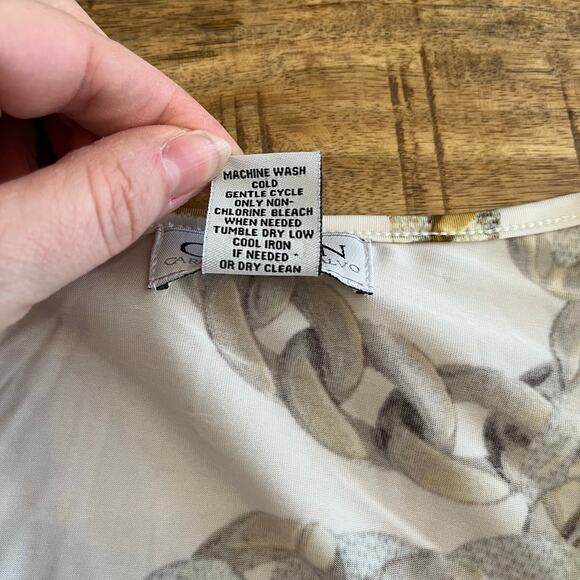 MACHINE WASH
COLD
GENTLE CYCLE
ONLY NON-
CHLORINE BLEACH
WHEN NEEDED
TUMBLE DRY LOW
COOL IRON
IF NEEDED -
OR DRY CLEAN